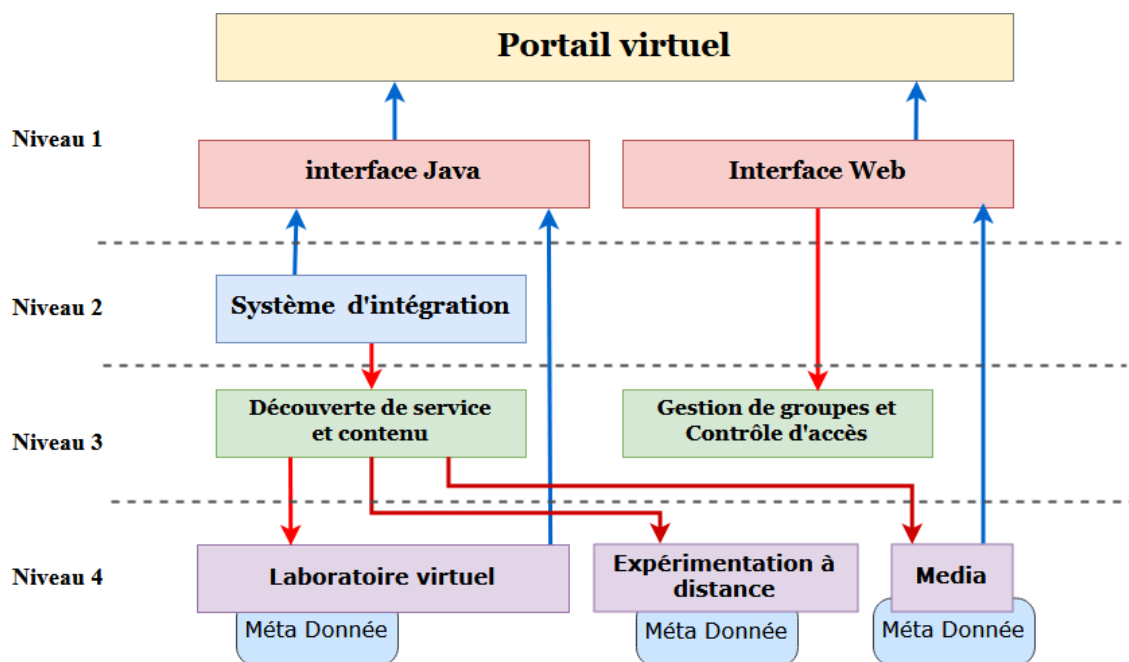 Portail virtuel
Niveau 1
interface Java
Interface Web
Niveau 2
Système d'intégration
Niveau 3
Découverte de service
et contenu
Gestion de groupes et
Contrôle d'accès
Niveau 4
Laboratoire virtuel
Expérimentation à
distance
Media
Méta Donnée
Méta Donnée
Méta Donnée